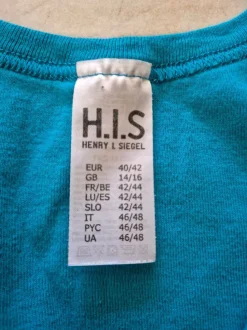 H.I.S
HENRY I. SIEGEL
EUR 40/42
GB 14/16
FR/BE 42/44
LU/ES 42/44
SLO 42/44
IT 46/48
РУС 46/48
UA 46/48